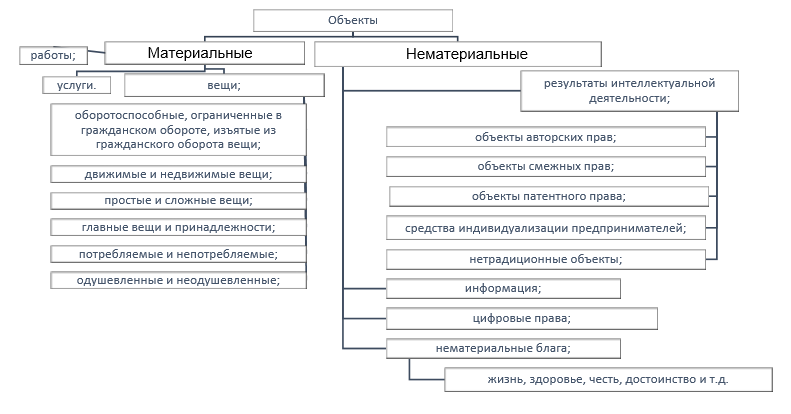 Объекты
Материальные
Нематериальные
работы;
услуги.
вещи;
оборотоспособные, ограниченные в
гражданском обороте, изъятые из
гражданского оборота вещи;
движимые и недвижимые вещи;
простые и сложные вещи;
главные вещи и принадлежности;
потребляемые и непотребляемые;
одушевленные и неодушевленные;
результаты интеллектуальной
деятельности;
объекты авторских прав;
объекты смежных прав;
объекты патентного права;
средства индивидуализации предпринимателей;
нетрадиционные объекты;
информация;
цифровые права;
нематериальные блага;
жизнь, здоровье, честь, достоинство и т.д.